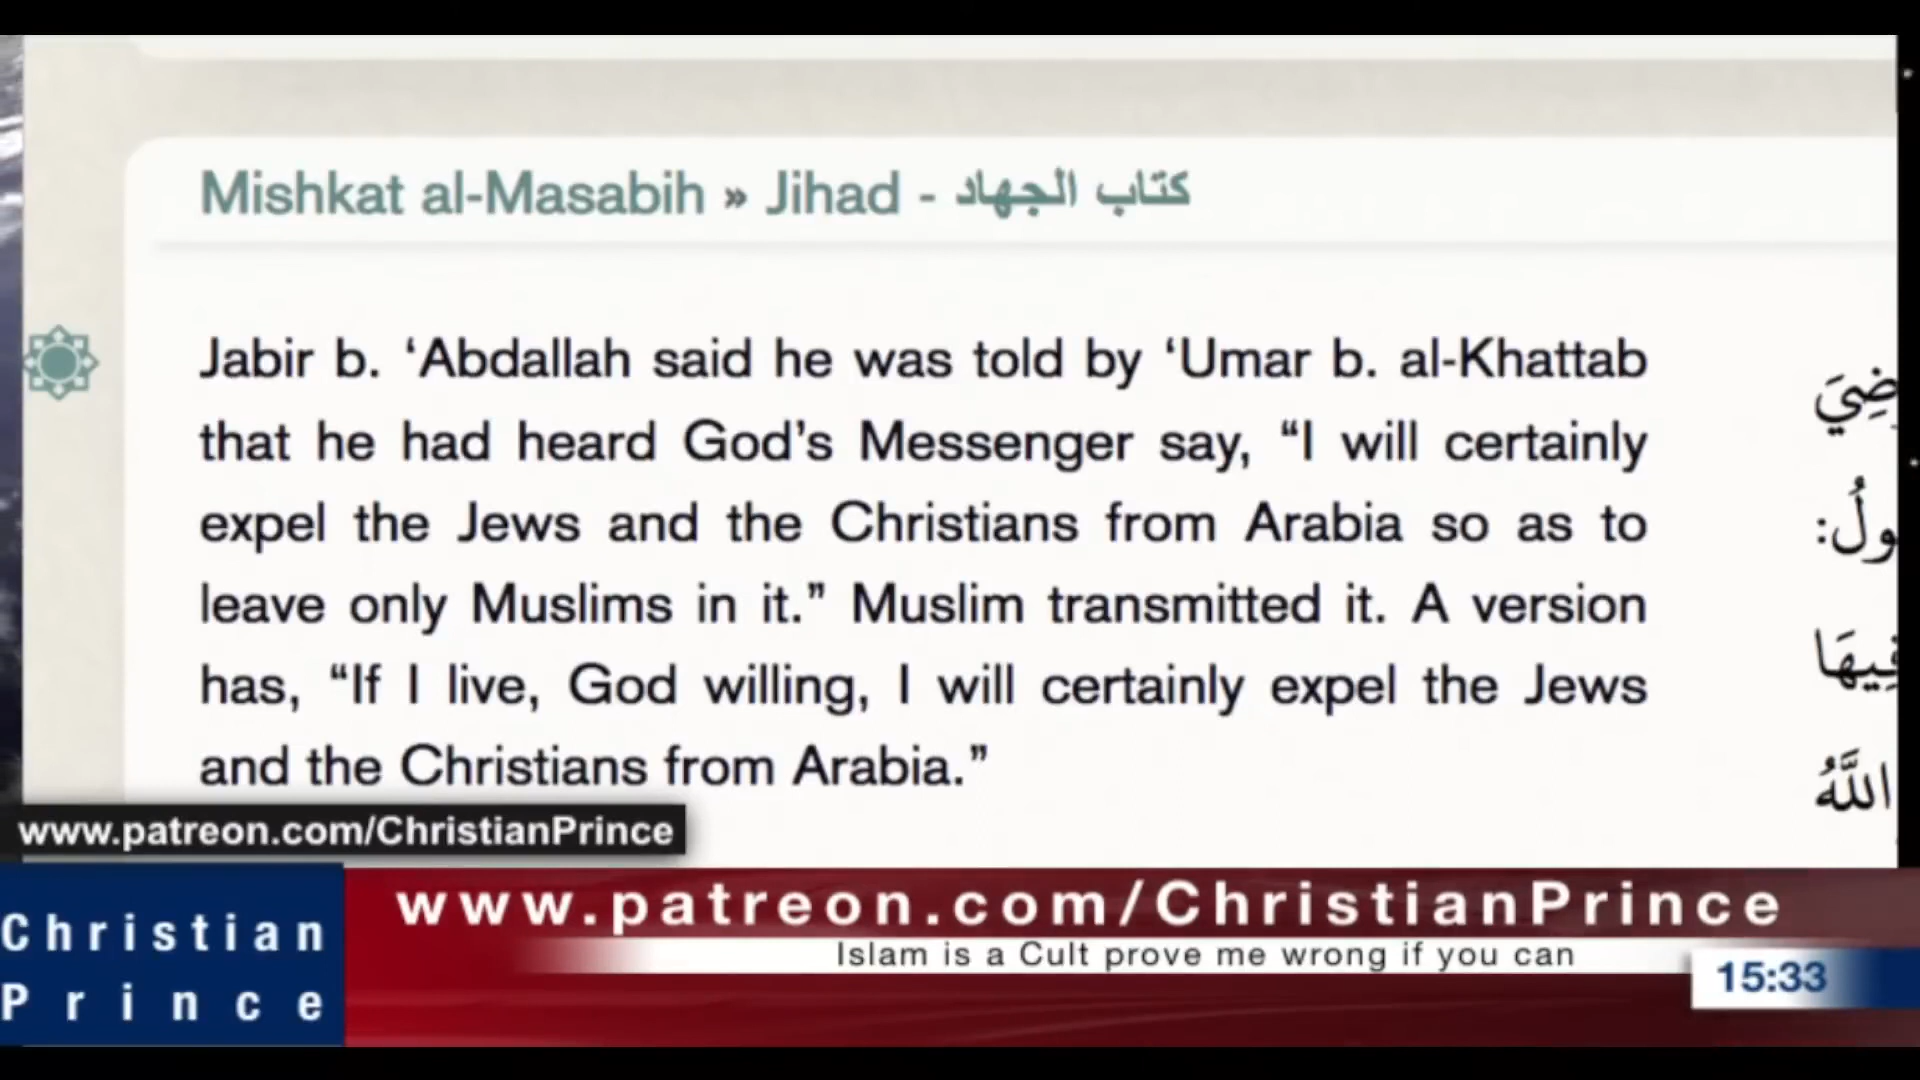 Mishkat al-Masabih » Jihad - كتاب الجهاد
Jabir b. ‘Abdallah said he was told by ‘Umar b. al-Khattab
that he had heard God’s Messenger say, “I will certainly
expel the Jews and the Christians from Arabia so as to
leave only Muslims in it.” Muslim transmitted it. A version
has, “If I live, God willing, I will certainly expel the Jews
and the Christians from Arabia.”
فِيهَا
اللَّهُ
www.patreon.com/ChristianPrince
Christian
Prince
www.patreon.com/ChristianPrince
Islam is a Cult prove me wrong if you can
15:33